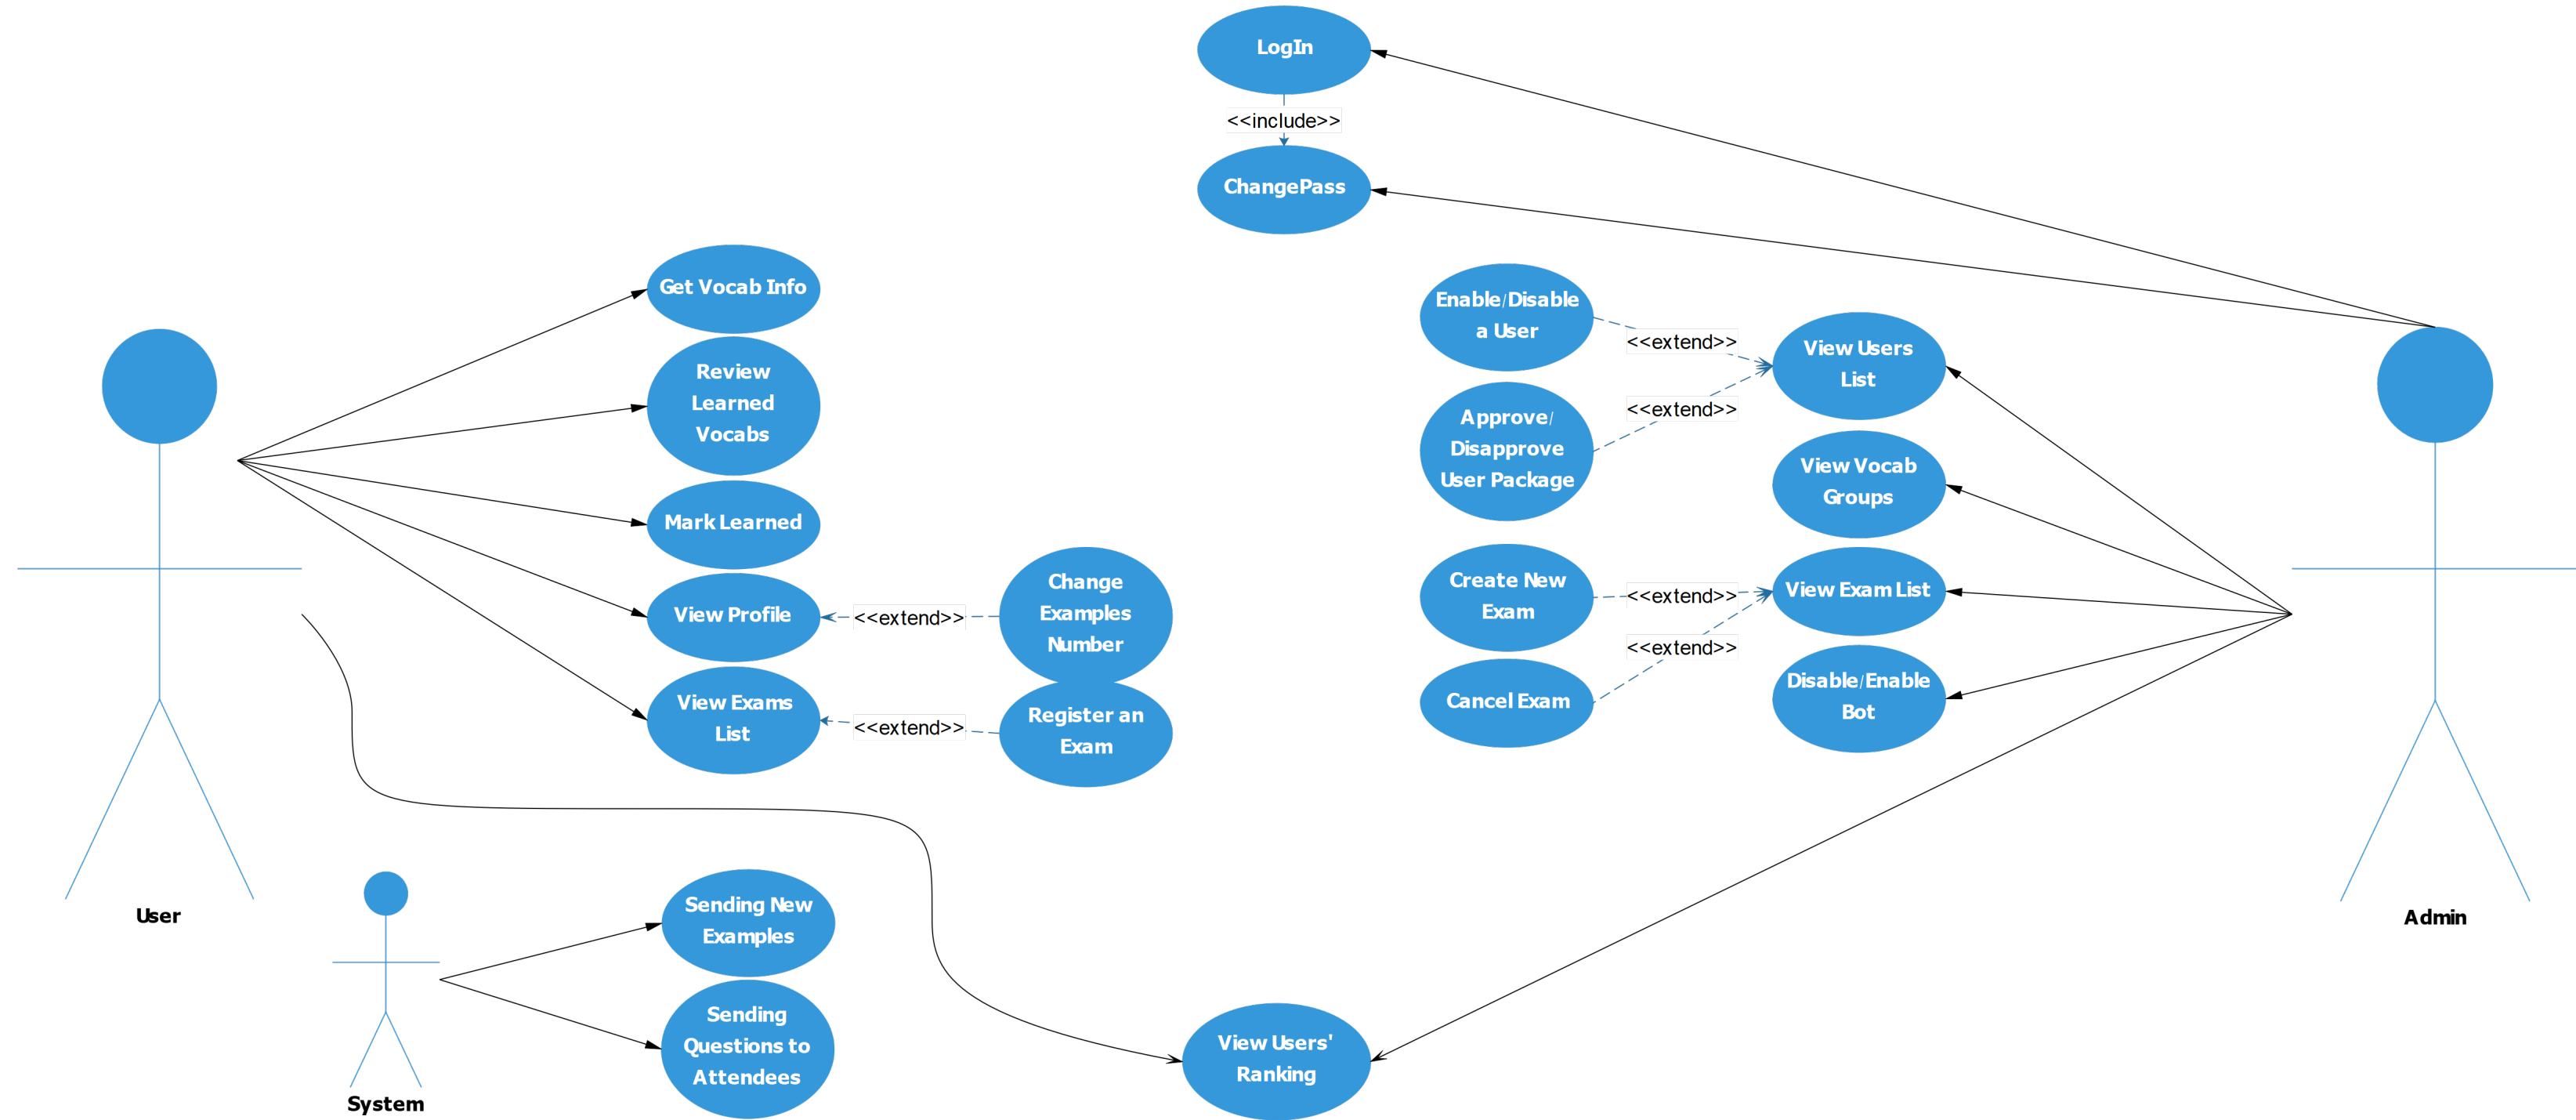 LogIn
<<include>>
ChangePass
Get Vocab Info
Review
Learned
Vocabs
Mark Learned
View Profile
<<extend>>
Change
Examples
Number
View Exams
List
<<extend>>
Register an
Exam
Enable/Disable
a User
<<extend>>
View Users
List
Approve/
Disapprove
User Package
<<extend>>
View Vocab
Groups
Create New
Exam
<<extend>>
View Exam List
<<extend>>
Cancel Exam
Disable/Enable
Bot
User
Admin
Sending New
Examples
Sending
Questions to
Attendees
System
View Users'
Ranking